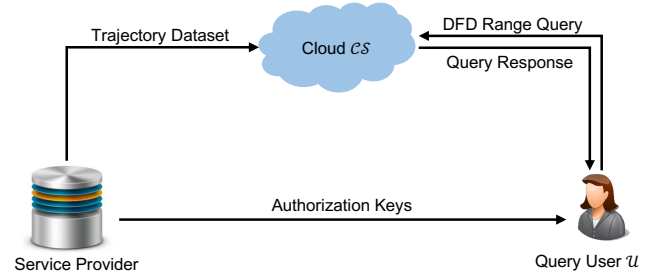 DFD Range Query
Trajectory Dataset
Cloud 𝒞𝒮
Query Response
Authorization Keys
Service Provider
Query User 𝒰